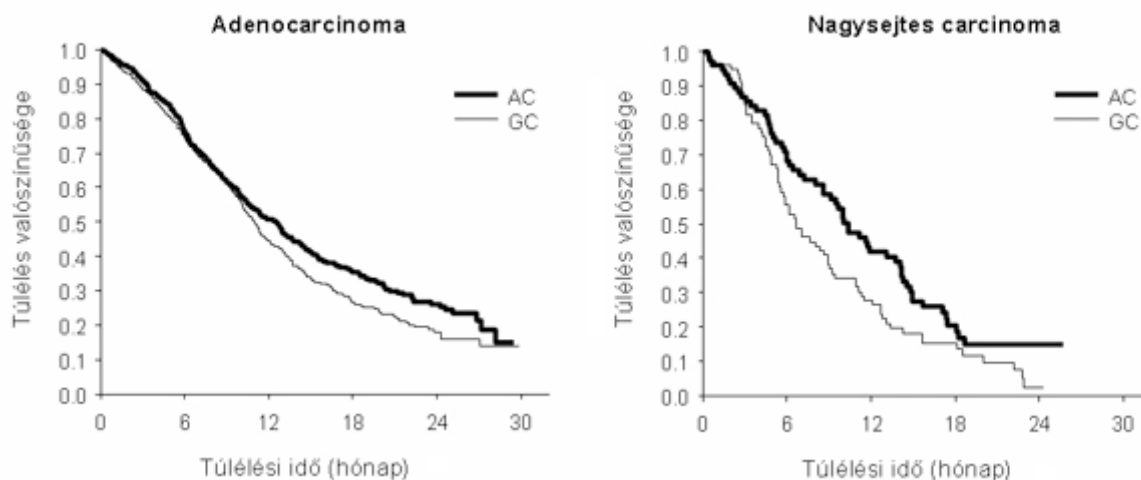 Adenocarcinoma
Túlélés valószínűsége
1.0
0.9
0.8
0.7
0.6
0.5
0.4
0.3
0.2
0.1
0.0
AC
GC
0 6 12 18 24 30
Túlélési idő (hónap)
Nagysejtes carcinoma
Túlélés valószínűsége
1.0
0.9
0.8
0.7
0.6
0.5
0.4
0.3
0.2
0.1
0.0
AC
GC
0 6 12 18 24 30
Túlélési idő (hónap)